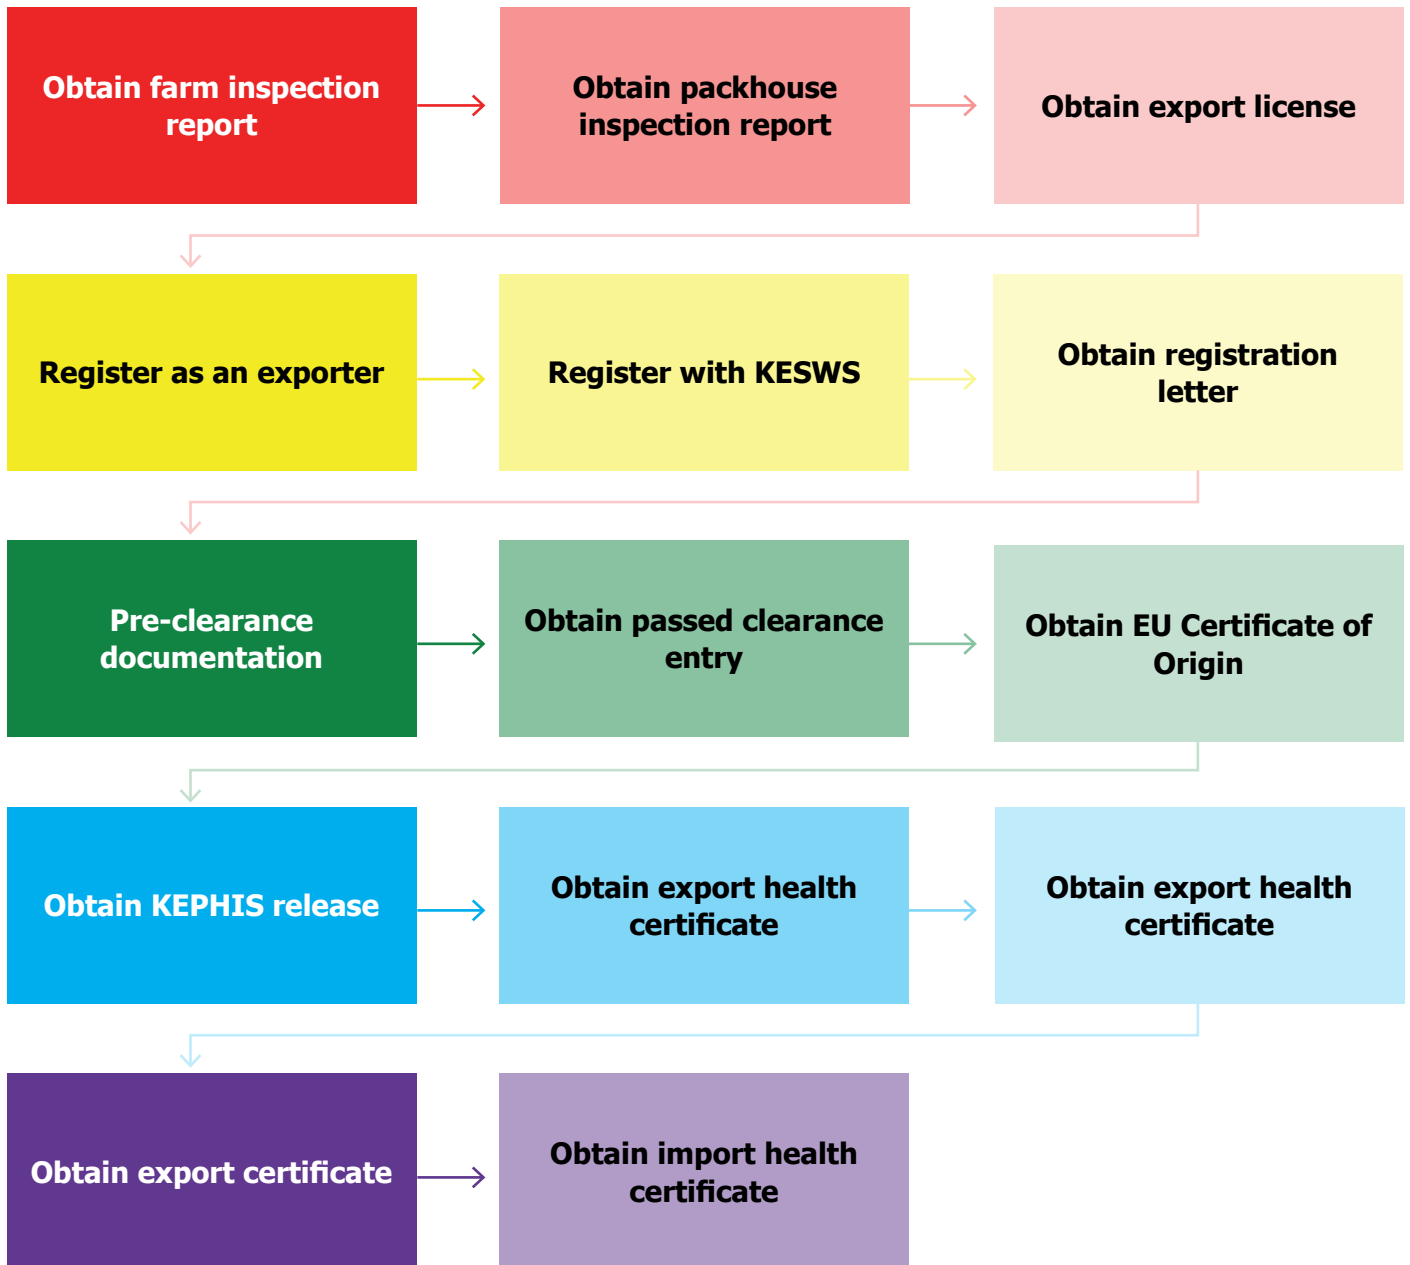 Obtain farm inspection
report
Obtain packhouse
inspection report
Obtain export license
Register as an exporter
Register with KESWS
Obtain registration
letter
Pre-clearance
documentation
Obtain passed clearance
entry
Obtain EU Certificate of
Origin
Obtain KEPHIS release
Obtain export health
certificate
Obtain export health
certificate
Obtain export certificate
Obtain import health
certificate